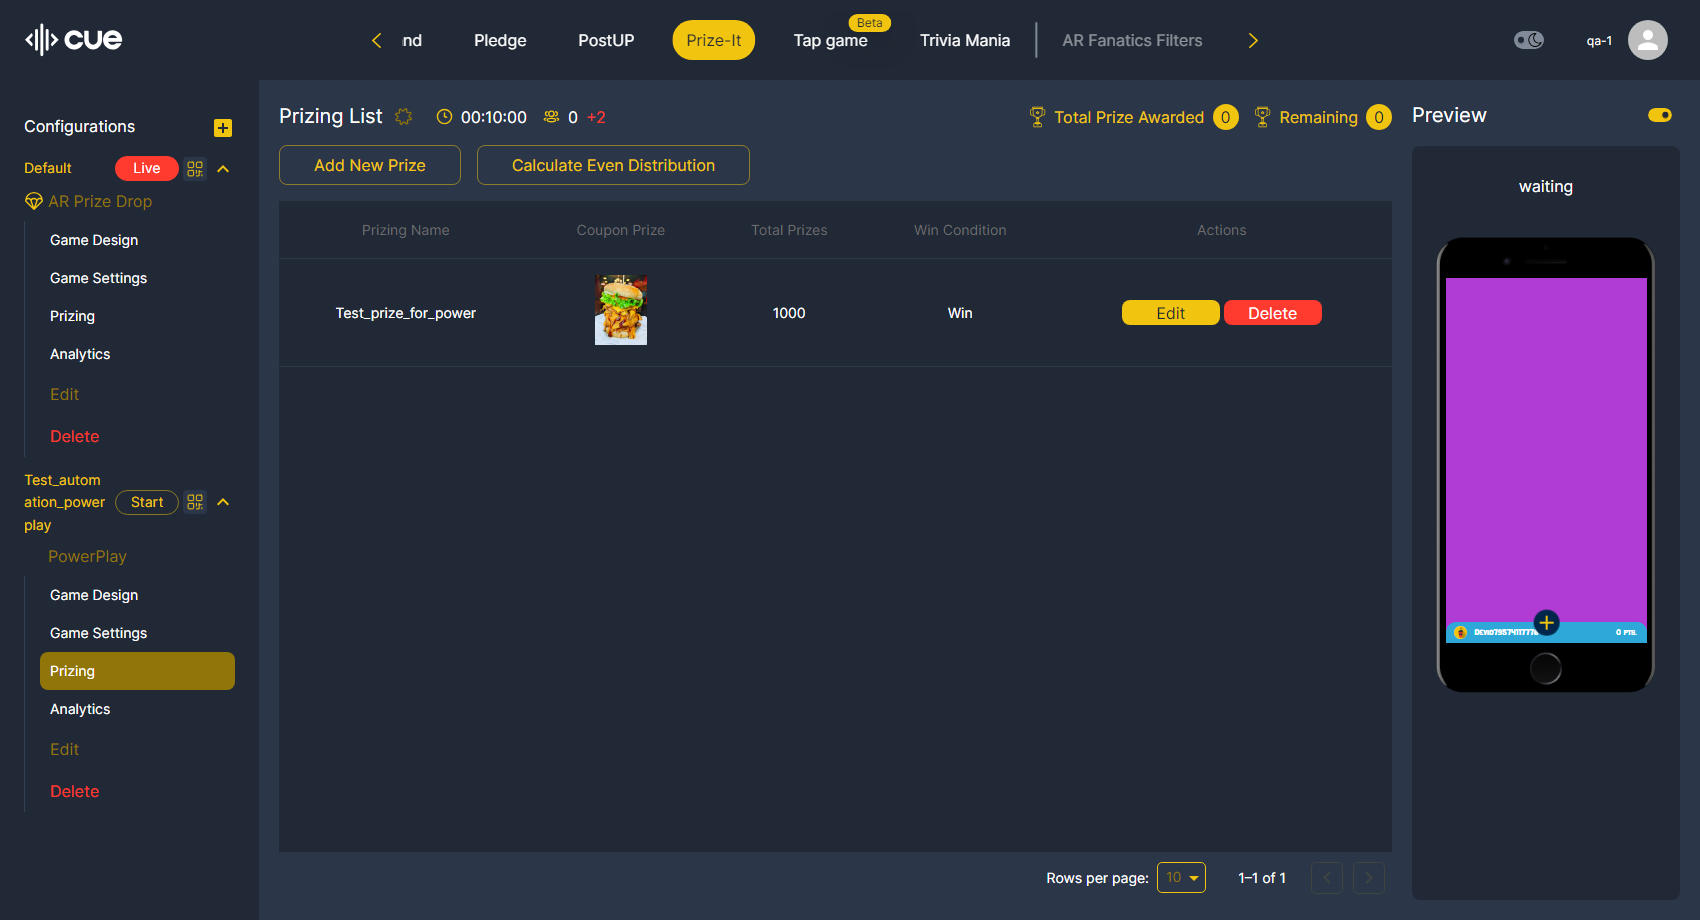 cue
nd
Pledge
PostUP
Prize-It
Beta
Tap game
Trivia Mania
AR Fanatics Filters
qa-1
Configurations
Default
Live
AR Prize Drop
Game Design
Game Settings
Prizing
Analytics
Edit
Delete
Test_autom
ation_power
play
Start
PowerPlay
Game Design
Game Settings
Prizing
Analytics
Edit
Delete
Prizing List
00:10:00
0 +2
Total Prize Awarded 0
Remaining 0
Add New Prize
Calculate Even Distribution
Prizing Name Coupon Prize Total Prizes Win Condition Actions
Test_prize_for_power 1000 Win Edit Delete
Rows per page: 10 1–1 of 1
Preview
waiting
0 PTS.